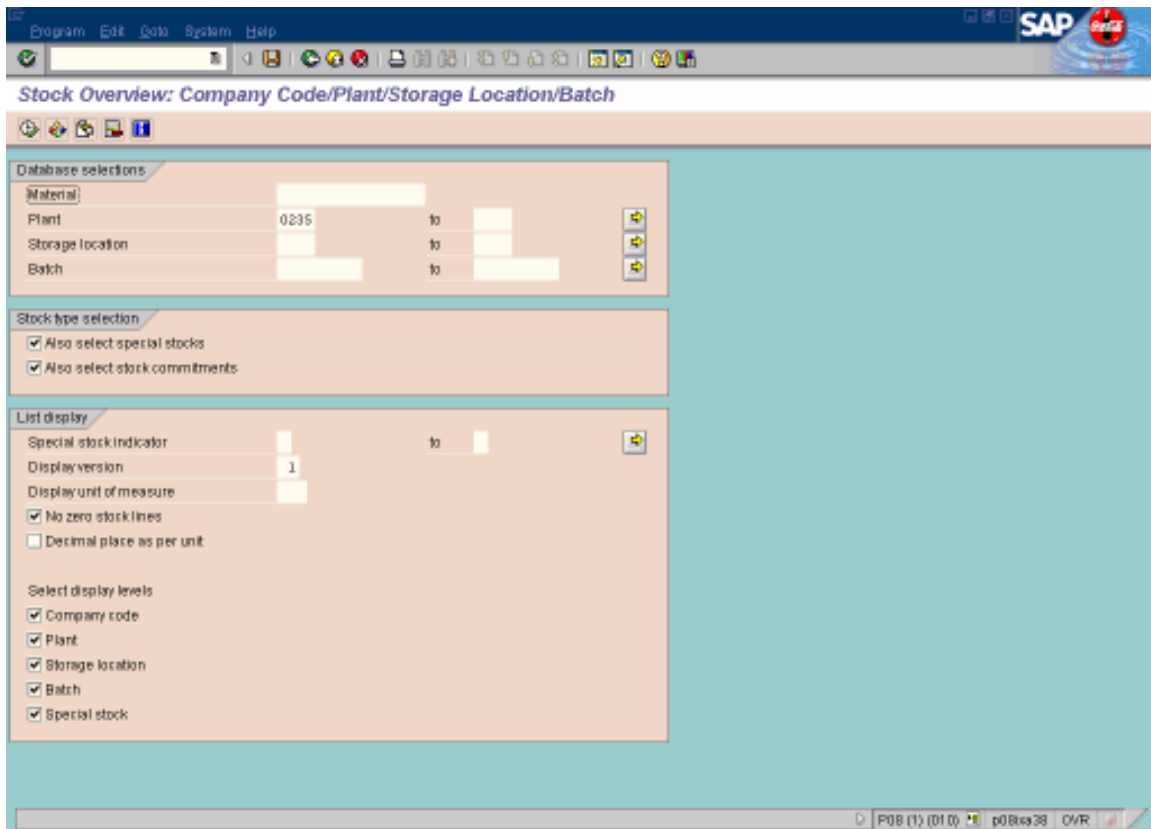 Program Edit Goto System Help
SAP
Coca-Cola
Stock Overview: Company Code/Plant/Storage Location/Batch
Database selections
Material
Plant 0235 to
Storage location to
Batch to
Stock type selection
Also select special stocks
Also select stock commitments
List display
Special stock indicator to
Display version 1
Display unit of measure
No zero stock lines
Decimal place as per unit
Select display levels
Company code
Plant
Storage location
Batch
Special stock
P08 (1) (010) p08txa38 OVR